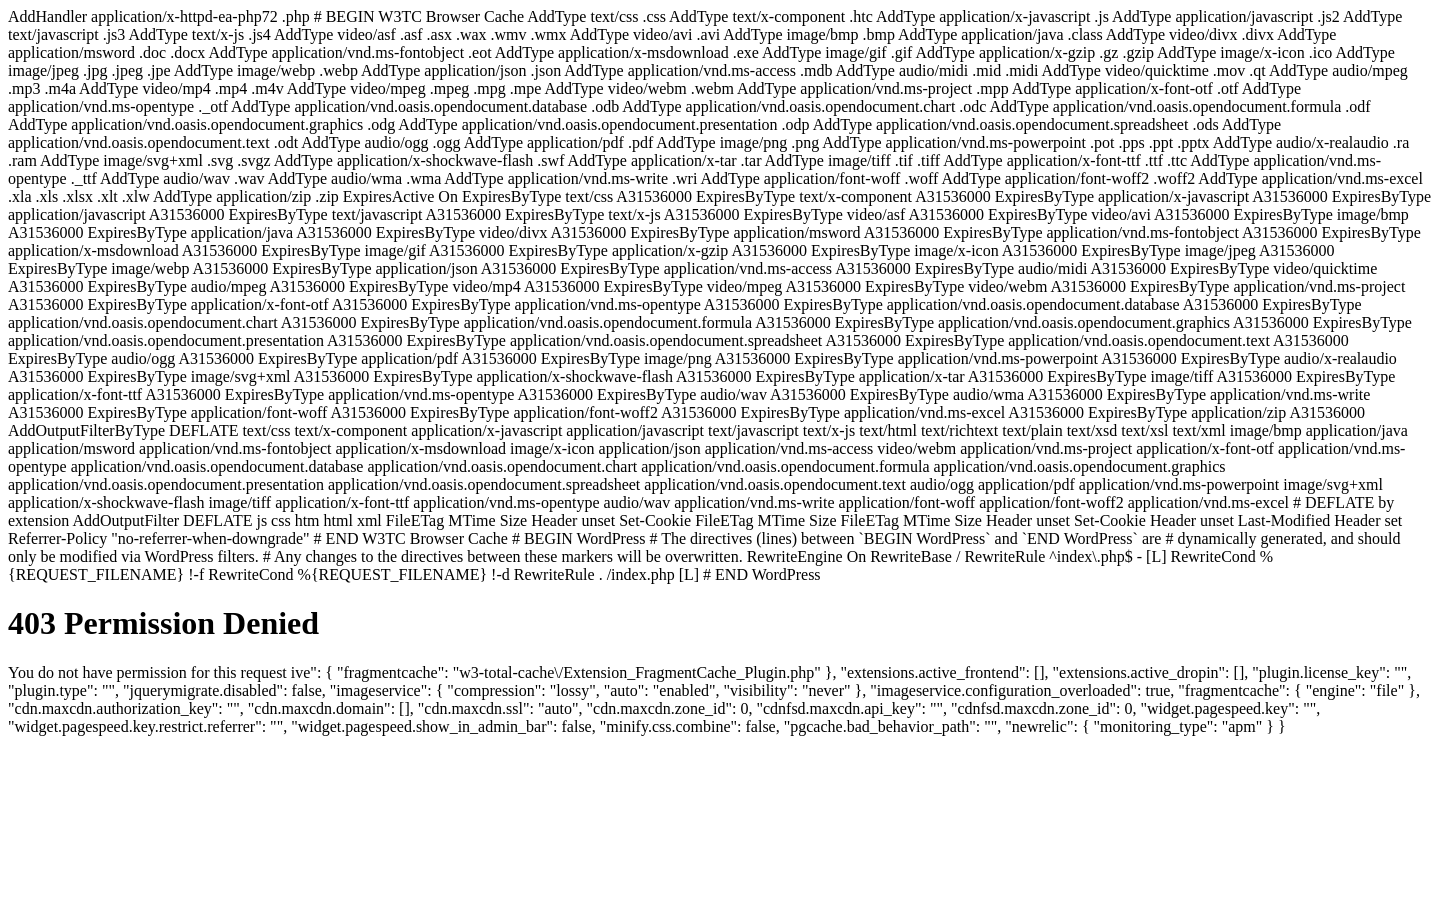 AddHandler application/x-httpd-ea-php72 .php # BEGIN W3TC Browser Cache AddType text/css .css AddType text/x-component .htc AddType application/x-javascript .js AddType application/javascript .js2 AddType
text/javascript .js3 AddType text/x-js .js4 AddType video/asf .asf .asx .wax .wmv .wmx AddType video/avi .avi AddType image/bmp .bmp AddType application/java .class AddType video/divx .divx AddType
application/msword .doc .docx AddType application/vnd.ms-fontobject .eot AddType application/x-msdownload .exe AddType image/gif .gif AddType application/x-gzip .gz .gzip AddType image/x-icon .ico AddType
image/jpeg .jpg .jpeg .jpe AddType image/webp .webp AddType application/json .json AddType application/vnd.ms-access .mdb AddType audio/midi .mid .midi AddType video/quicktime .mov .qt AddType audio/mpeg
.mp3 .m4a AddType video/mp4 .mp4 .m4v AddType video/mpeg .mpeg .mpg .mpe AddType video/webm .webm AddType application/vnd.ms-project .mpp AddType application/x-font-otf .otf AddType
application/vnd.ms-opentype ._otf AddType application/vnd.oasis.opendocument.database .odb AddType application/vnd.oasis.opendocument.chart .odc AddType application/vnd.oasis.opendocument.formula .odf
AddType application/vnd.oasis.opendocument.graphics .odg AddType application/vnd.oasis.opendocument.presentation .odp AddType application/vnd.oasis.opendocument.spreadsheet .ods AddType
application/vnd.oasis.opendocument.text .odt AddType audio/ogg .ogg AddType application/pdf .pdf AddType image/png .png AddType application/vnd.ms-powerpoint .pot .pps .ppt .pptx AddType audio/x-realaudio .ra
.ram AddType image/svg+xml .svg .svgz AddType application/x-shockwave-flash .swf AddType application/x-tar .tar AddType image/tiff .tif .tiff AddType application/x-font-ttf .ttf .ttc AddType application/vnd.ms-
opentype ._ttf AddType audio/wav .wav AddType audio/wma .wma AddType application/vnd.ms-write .wri AddType application/font-woff .woff AddType application/font-woff2 .woff2 AddType application/vnd.ms-excel
.xla .xls .xlsx .xlt .xlw AddType application/zip .zip ExpiresActive On ExpiresByType text/css A31536000 ExpiresByType text/x-component A31536000 ExpiresByType application/x-javascript A31536000 ExpiresByType
application/javascript A31536000 ExpiresByType text/javascript A31536000 ExpiresByType text/x-js A31536000 ExpiresByType video/asf A31536000 ExpiresByType video/avi A31536000 ExpiresByType image/bmp
A31536000 ExpiresByType application/java A31536000 ExpiresByType video/divx A31536000 ExpiresByType application/msword A31536000 ExpiresByType application/vnd.ms-fontobject A31536000 ExpiresByType
application/x-msdownload A31536000 ExpiresByType image/gif A31536000 ExpiresByType application/x-gzip A31536000 ExpiresByType image/x-icon A31536000 ExpiresByType image/jpeg A31536000
ExpiresByType image/webp A31536000 ExpiresByType application/json A31536000 ExpiresByType application/vnd.ms-access A31536000 ExpiresByType audio/midi A31536000 ExpiresByType video/quicktime
A31536000 ExpiresByType audio/mpeg A31536000 ExpiresByType video/mp4 A31536000 ExpiresByType video/mpeg A31536000 ExpiresByType video/webm A31536000 ExpiresByType application/vnd.ms-project
A31536000 ExpiresByType application/x-font-otf A31536000 ExpiresByType application/vnd.ms-opentype A31536000 ExpiresByType application/vnd.oasis.opendocument.database A31536000 ExpiresByType
application/vnd.oasis.opendocument.chart A31536000 ExpiresByType application/vnd.oasis.opendocument.formula A31536000 ExpiresByType application/vnd.oasis.opendocument.graphics A31536000 ExpiresByType
application/vnd.oasis.opendocument.presentation A31536000 ExpiresByType application/vnd.oasis.opendocument.spreadsheet A31536000 ExpiresByType application/vnd.oasis.opendocument.text A31536000
ExpiresByType audio/ogg A31536000 ExpiresByType application/pdf A31536000 ExpiresByType image/png A31536000 ExpiresByType application/vnd.ms-powerpoint A31536000 ExpiresByType audio/x-realaudio
A31536000 ExpiresByType image/svg+xml A31536000 ExpiresByType application/x-shockwave-flash A31536000 ExpiresByType application/x-tar A31536000 ExpiresByType image/tiff A31536000 ExpiresByType
application/x-font-ttf A31536000 ExpiresByType application/vnd.ms-opentype A31536000 ExpiresByType audio/wav A31536000 ExpiresByType audio/wma A31536000 ExpiresByType application/vnd.ms-write
A31536000 ExpiresByType application/font-woff A31536000 ExpiresByType application/font-woff2 A31536000 ExpiresByType application/vnd.ms-excel A31536000 ExpiresByType application/zip A31536000
AddOutputFilterByType DEFLATE text/css text/x-component application/x-javascript application/javascript text/javascript text/x-js text/html text/richtext text/plain text/xsd text/xsl text/xml image/bmp application/java
application/msword application/vnd.ms-fontobject application/x-msdownload image/x-icon application/json application/vnd.ms-access video/webm application/vnd.ms-project application/x-font-otf application/vnd.ms-
opentype application/vnd.oasis.opendocument.database application/vnd.oasis.opendocument.chart application/vnd.oasis.opendocument.formula application/vnd.oasis.opendocument.graphics
application/vnd.oasis.opendocument.presentation application/vnd.oasis.opendocument.spreadsheet application/vnd.oasis.opendocument.text audio/ogg application/pdf application/vnd.ms-powerpoint image/svg+xml
application/x-shockwave-flash image/tiff application/x-font-ttf application/vnd.ms-opentype audio/wav application/vnd.ms-write application/font-woff application/font-woff2 application/vnd.ms-excel # DEFLATE by
extension AddOutputFilter DEFLATE js css htm html xml FileETag MTime Size Header unset Set-Cookie FileETag MTime Size FileETag MTime Size Header unset Set-Cookie Header unset Last-Modified Header set
Referrer-Policy "no-referrer-when-downgrade" # END W3TC Browser Cache # BEGIN WordPress # The directives (lines) between `BEGIN WordPress` and `END WordPress` are # dynamically generated, and should
only be modified via WordPress filters. # Any changes to the directives between these markers will be overwritten. RewriteEngine On RewriteBase / RewriteRule ^index\.php$ - [L] RewriteCond %
{REQUEST_FILENAME} !-f RewriteCond %{REQUEST_FILENAME} !-d RewriteRule . /index.php [L] # END WordPress
403 Permission Denied
You do not have permission for this request ive": { "fragmentcache": "w3-total-cache\/Extension_FragmentCache_Plugin.php" }, "extensions.active_frontend": [], "extensions.active_dropin": [], "plugin.license_key": "",
"plugin.type": "", "jquerymigrate.disabled": false, "imageservice": { "compression": "lossy", "auto": "enabled", "visibility": "never" }, "imageservice.configuration_overloaded": true, "fragmentcache": { "engine": "file" },
"cdn.maxcdn.authorization_key": "", "cdn.maxcdn.domain": [], "cdn.maxcdn.ssl": "auto", "cdn.maxcdn.zone_id": 0, "cdnfsd.maxcdn.api_key": "", "cdnfsd.maxcdn.zone_id": 0, "widget.pagespeed.key": "",
"widget.pagespeed.key.restrict.referrer": "", "widget.pagespeed.show_in_admin_bar": false, "minify.css.combine": false, "pgcache.bad_behavior_path": "", "newrelic": { "monitoring_type": "apm" } }